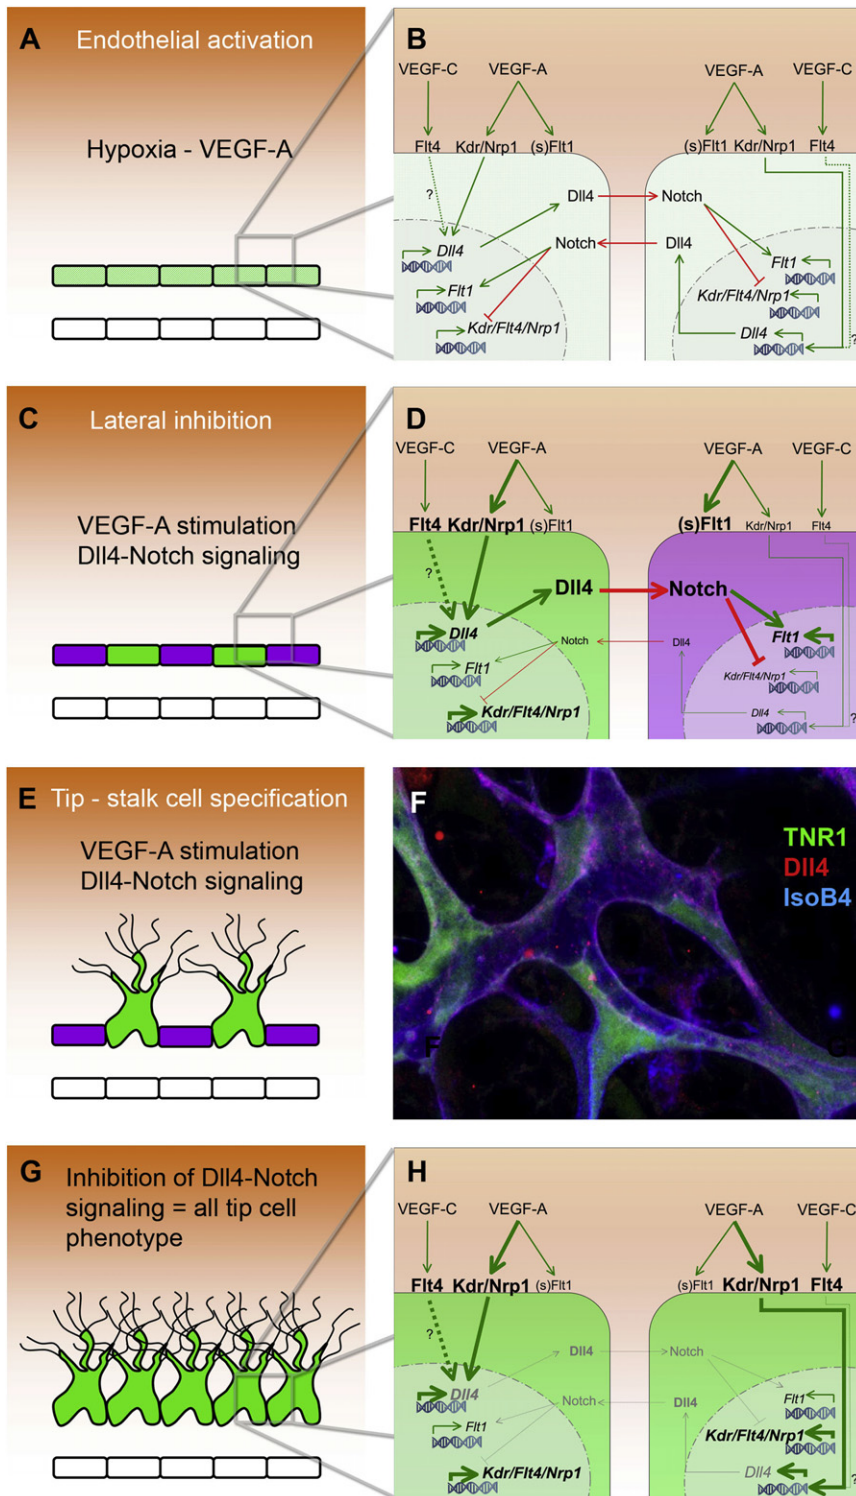 A
Endothelial activation
Hypoxia - VEGF-A
B
VEGF-C VEGF-A VEGF-A VEGF-C
Flt4 Kdr/Nrp1 (s)Flt1 (s)Flt1 Kdr/Nrp1 Flt4
?
Dll4 Notch
Dll4
Notch Dll4
Flt1
Flt1
Kdr/Flt4/Nrp1
Kdr/Flt4/Nrp1
Dll4
?
C
Lateral inhibition
VEGF-A stimulation
Dll4-Notch signaling
D
VEGF-C VEGF-A VEGF-A VEGF-C
Flt4 Kdr/Nrp1 (s)Flt1 (s)Flt1 Kdr/Nrp1 Flt4
?
Dll4 Notch
Dll4
Notch Dll4
Flt1
Flt1
Kdr/Flt4/Nrp1
Kdr/Flt4/Nrp1
Dll4
?
E
Tip - stalk cell specification
VEGF-A stimulation
Dll4-Notch signaling
F
TNR1
Dll4
IsoB4
F
G
G
Inhibition of Dll4-Notch
signaling = all tip cell
phenotype
H
VEGF-C VEGF-A VEGF-A VEGF-C
Flt4 Kdr/Nrp1 (s)Flt1 (s)Flt1 Kdr/Nrp1 Flt4
?
Dll4 Notch
Dll4
Notch Dll4
Flt1
Flt1
Kdr/Flt4/Nrp1
Kdr/Flt4/Nrp1
Dll4
?